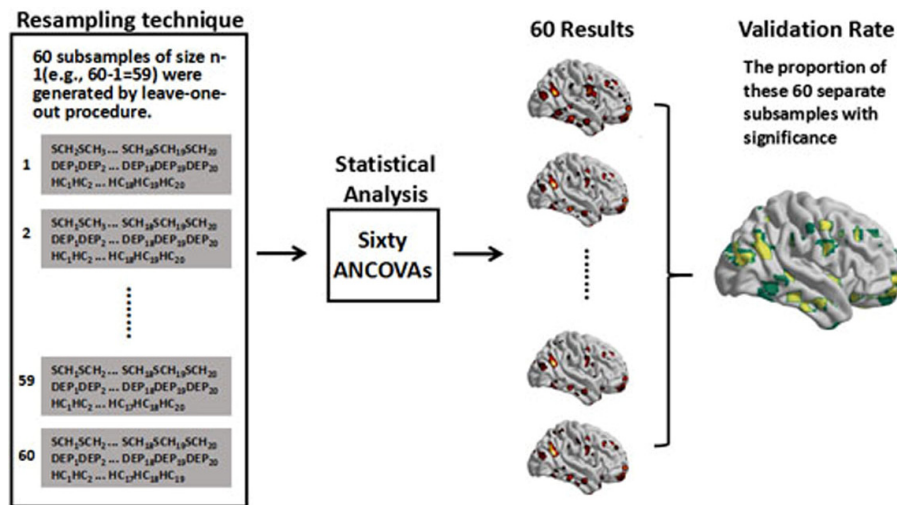 Resampling technique
60 subsamples of size n-
1(e.g., 60-1=59) were
generated by leave-one-
out procedure.
1
SCH₂SCH₃... SCH₁₈SCH₁₉SCH₂₀
DEP₁DEP₂ ... DEP₁₈DEP₁₉DEP₂₀
HC₁HC₂ ... HC₁₈HC₁₉HC₂₀
2
SCH₁SCH₃... SCH₁₈SCH₁₉SCH₂₀
DEP₁DEP₂ ... DEP₁₈DEP₁₉DEP₂₀
HC₁HC₂ ... HC₁₈HC₁₉HC₂₀
59
SCH₁SCH₂... SCH₁₈SCH₁₉SCH₂₀
DEP₁DEP₂ ... DEP₁₈DEP₁₉DEP₂₀
HC₁HC₂ ... HC₁₇HC₁₈HC₂₀
60
SCH₁SCH₂... SCH₁₈SCH₁₉SCH₂₀
DEP₁DEP₂ ... DEP₁₈DEP₁₉DEP₂₀
HC₁HC₂ ... HC₁₇HC₁₈HC₁₉
Statistical
Analysis
Sixty
ANCOVAs
60 Results
Validation Rate
The proportion of
these 60 separate
subsamples with
significance